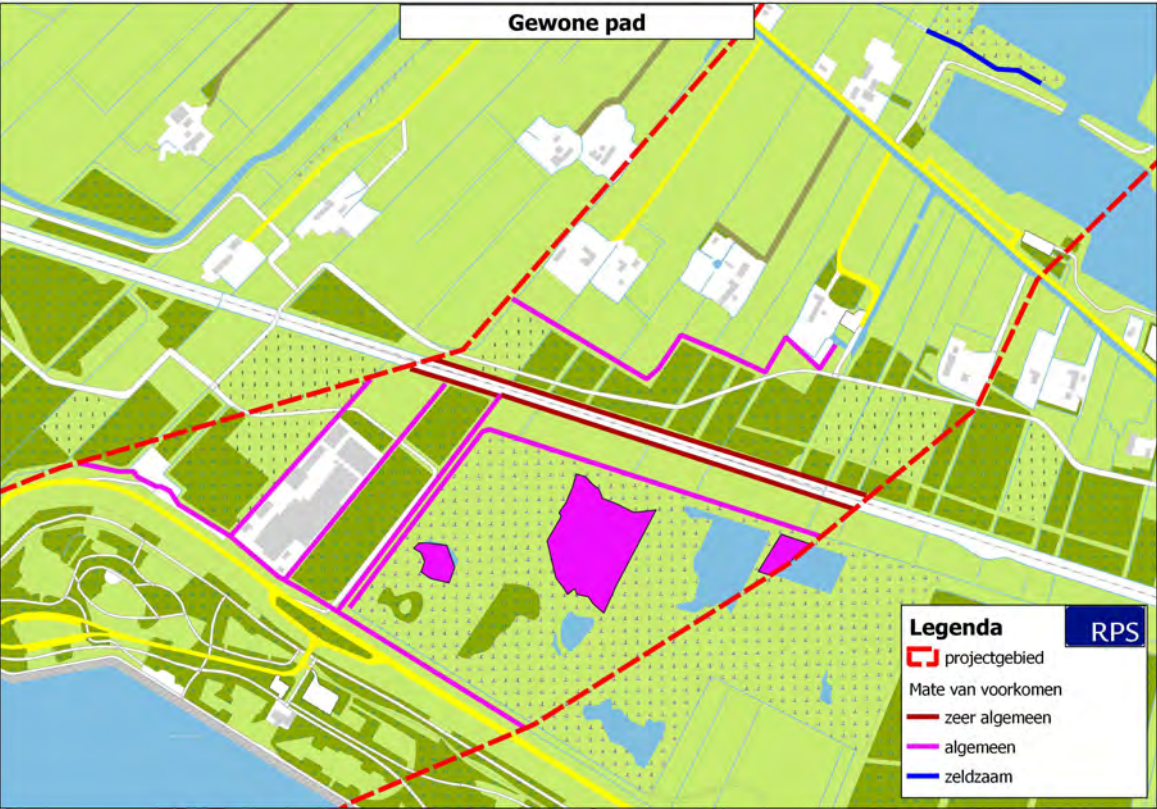 Gewone pad
Legenda
RPS
projectgebied
Mate van voorkomen
zeer algemeen
algemeen
zeldzaam